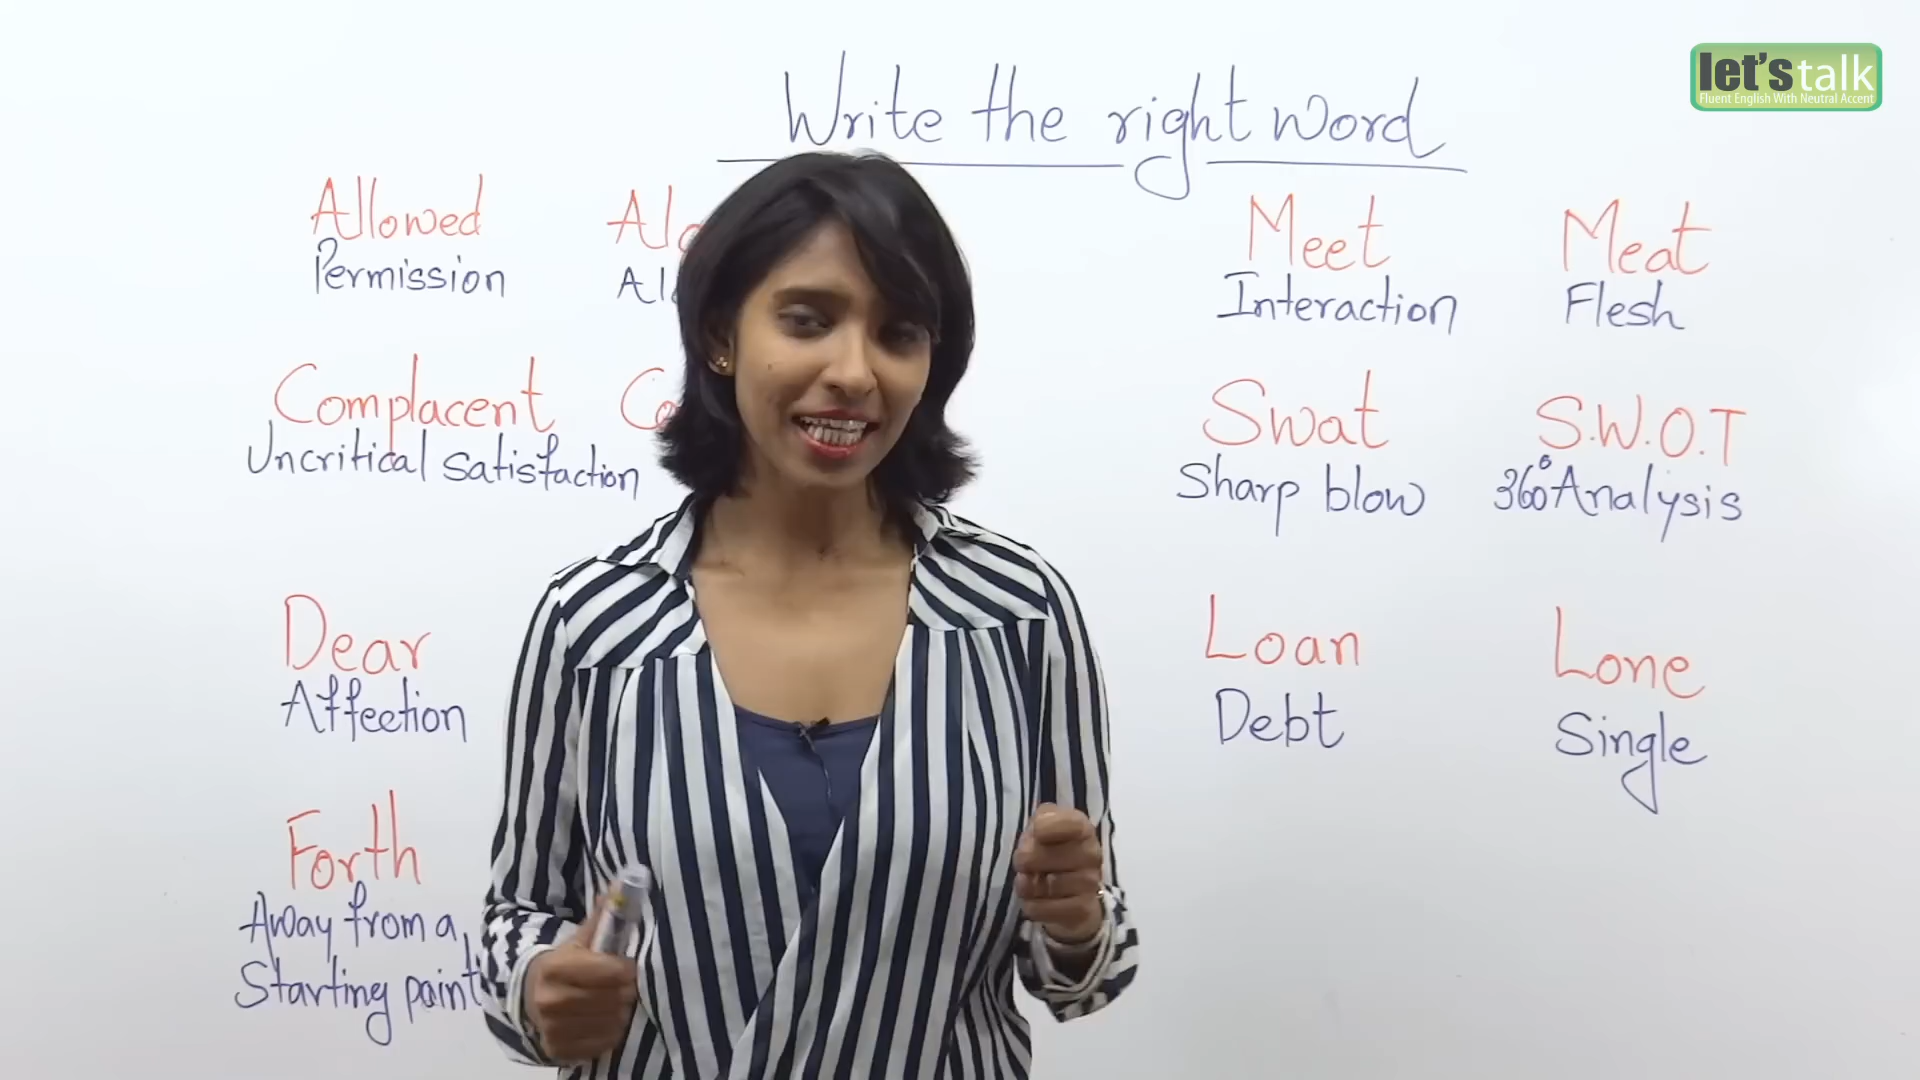 let's talk
Fluent English With Neutral Accent
Write the right word
Allowed
Permission
Meet
Interaction
Meat
Flesh
Complacent
Uncritical satisfaction
Swat
Sharp blow
S.W.O.T
360° Analysis
Dear
Affection
Loan
Debt
Lone
Single
Forth
Away from a
Starting point